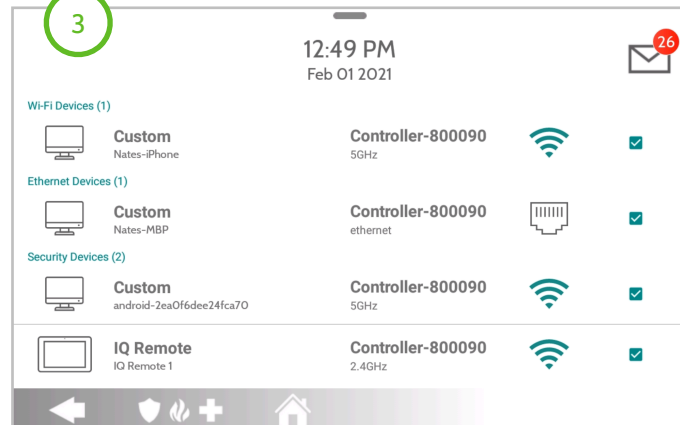 3
12:49 PM
26
Feb 01 2021
Wi-Fi Devices (1)
Custom Controller-800090
Nates-iPhone 5GHz
Ethernet Devices (1)
Custom Controller-800090
Nates-MBP ethernet
Security Devices (2)
Custom Controller-800090
android-2ea0f6dee24fca70 5GHz
IQ Remote Controller-800090
IQ Remote 1 2.4GHz